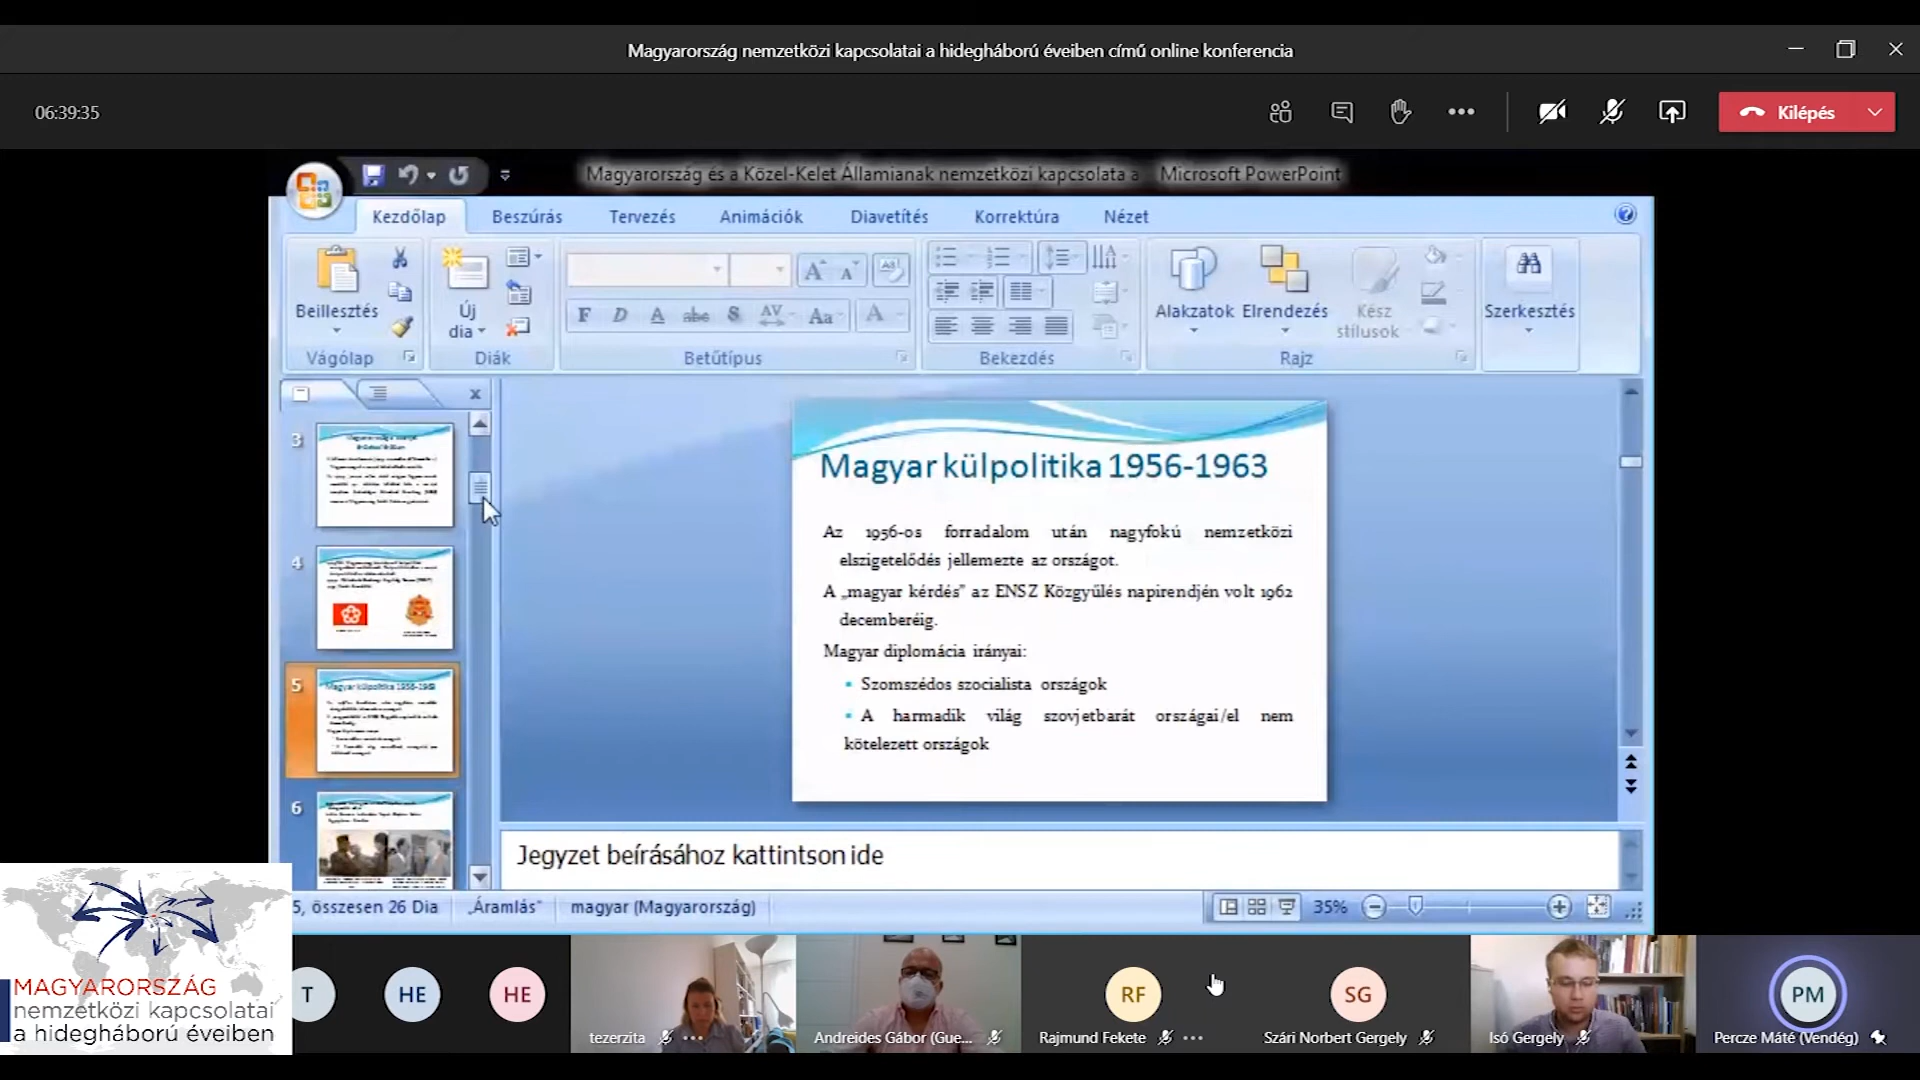 Magyarország nemzetközi kapcsolatai a hidegháború éveiben című online konferencia
06:39:35
Kilépés
Magyarország és a Közel-Kelet Államianak nemzetközi kapcsolata a - Microsoft PowerPoint
Kezdőlap Beszúrás Tervezés Animációk Diavetítés Korrektúra Nézet
Beillesztés
Új
dia
Alakzatok Elrendezés Kész
stílusok
Szerkesztés
Vágólap Diák Betűtípus Bekezdés Rajz
3
4
5
6
Magyar külpolitika 1956-1963
Az 1956-os forradalom után nagyfokú nemzetközi
elszigetelődés jellemezte az országot.
A „magyar kérdés” az ENSZ Közgyűlés napirendjén volt 1962
decemberéig.
Magyar diplomácia irányai:
Szomszédos szocialista országok
A harmadik világ szovjetbarát országai/el nem
kötelezett országok
Jegyzet beírásához kattintson ide
5, összesen 26 Dia „Áramlás” magyar (Magyarország) 35%
MAGYARORSZÁG
nemzetközi kapcsolatai
a hidegháború éveiben
T HE HE RF SG PM
tezerzita Andreides Gábor (Gue... Rajmund Fekete Szári Norbert Gergely Isó Gergely Percze Máté (Vendég)